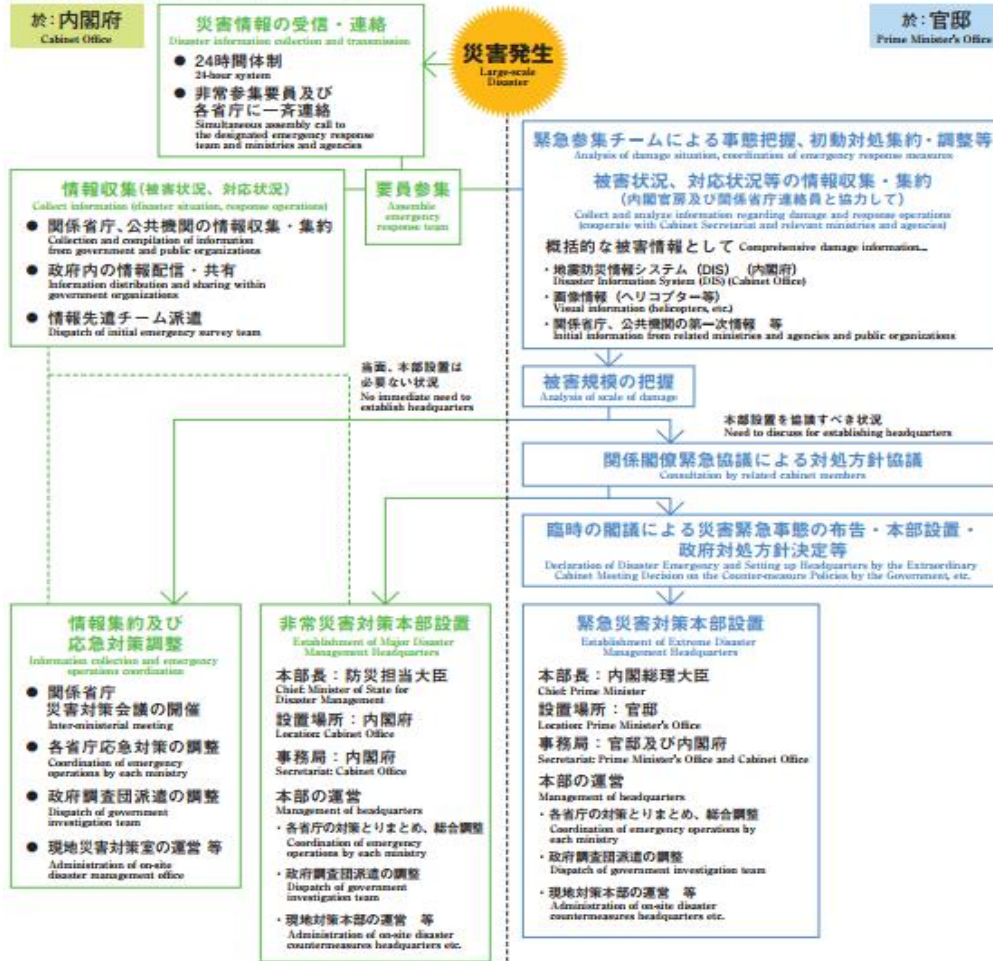 於：内閣府
Cabinet Office
災害情報の受信・連絡
Disaster information collection and transmission
● 24時間体制
24-hour system
● 非常参集要員及び
各省庁に一斉連絡
Simultaneous assembly call to
the designated emergency response
team and ministries and agencies
災害発生
Large-scale
Disaster
於：官邸
Prime Minister's Office
情報収集(被害状況、対応状況)
Collect information (disaster situation, response operations)
● 関係省庁、公共機関の情報収集・集約
Collection and compilation of information
from government and public organizations
● 政府内の情報配信・共有
Information distribution and sharing within
government organizations
● 情報先遣チーム派遣
Dispatch of initial emergency survey team
要員参集
Assemble
emergency
response team
緊急参集チームによる事態把握、初動対処集約・調整等
Analysis of damage situation, coordination of emergency response measures
被害状況、対応状況等の情報収集・集約
(内閣官房及び関係省庁連絡員と協力して)
Collect and analyze information regarding damage and response operations
(cooperate with Cabinet Secretariat and relevant ministries and agencies)
概括的な被害情報として Comprehensive damage information...
・地震防災情報システム (DIS) (内閣府)
Disaster Information System (DIS) (Cabinet Office)
・画像情報 (ヘリコプター等)
Visual information (helicopters, etc.)
・関係省庁、公共機関の第一次情報 等
Initial information from related ministries and agencies and public organizations
当面、本部設置は
必要ない状況
No immediate need to
establish headquarters
被害規模の把握
Analysis of scale of damage
本部設置を協議すべき状況
Need to discuss for establishing headquarters
関係閣僚緊急協議による対処方針協議
Consultation by related cabinet members
臨時の閣議による災害緊急事態の布告・本部設置・
政府対処方針決定等
Declaration of Disaster Emergency and Setting up Headquarters by the Extraordinary
Cabinet Meeting Decision on the Counter-measure Policies by the Government, etc.
情報集約及び
応急対策調整
Information collection and emergency
operations coordination
● 関係省庁
災害対策会議の開催
Inter-ministerial meeting
● 各省庁応急対策の調整
Coordination of emergency
operations by each ministry
● 政府調査団派遣の調整
Dispatch of government
investigation team
● 現地災害対策室の運営 等
Administration of on-site
disaster management office
非常災害対策本部設置
Establishment of Major Disaster
Management Headquarters
本部長：防災担当大臣
Chief: Minister of State for
Disaster Management
設置場所：内閣府
Location: Cabinet Office
事務局：内閣府
Secretariat: Cabinet Office
本部の運営
Management of headquarters
・各省庁の対策とりまとめ、総合調整
Coordination of emergency
operations by each ministry
・政府調査団派遣の調整
Dispatch of government
investigation team
・現地対策本部の運営 等
Administration of on-site disaster
countermeasures headquarters etc.
緊急災害対策本部設置
Establishment of Extreme Disaster
Management Headquarters
本部長：内閣総理大臣
Chief: Prime Minister
設置場所：官邸
Location: Prime Minister's Office
事務局：官邸及び内閣府
Secretariat: Prime Minister's Office and Cabinet Office
本部の運営
Management of headquarters
・各省庁の対策とりまとめ、総合調整
Coordination of emergency operations by
each ministry
・政府調査団派遣の調整
Dispatch of government investigation team
・現地対策本部の運営 等
Administration of on-site disaster
countermeasures headquarters etc.